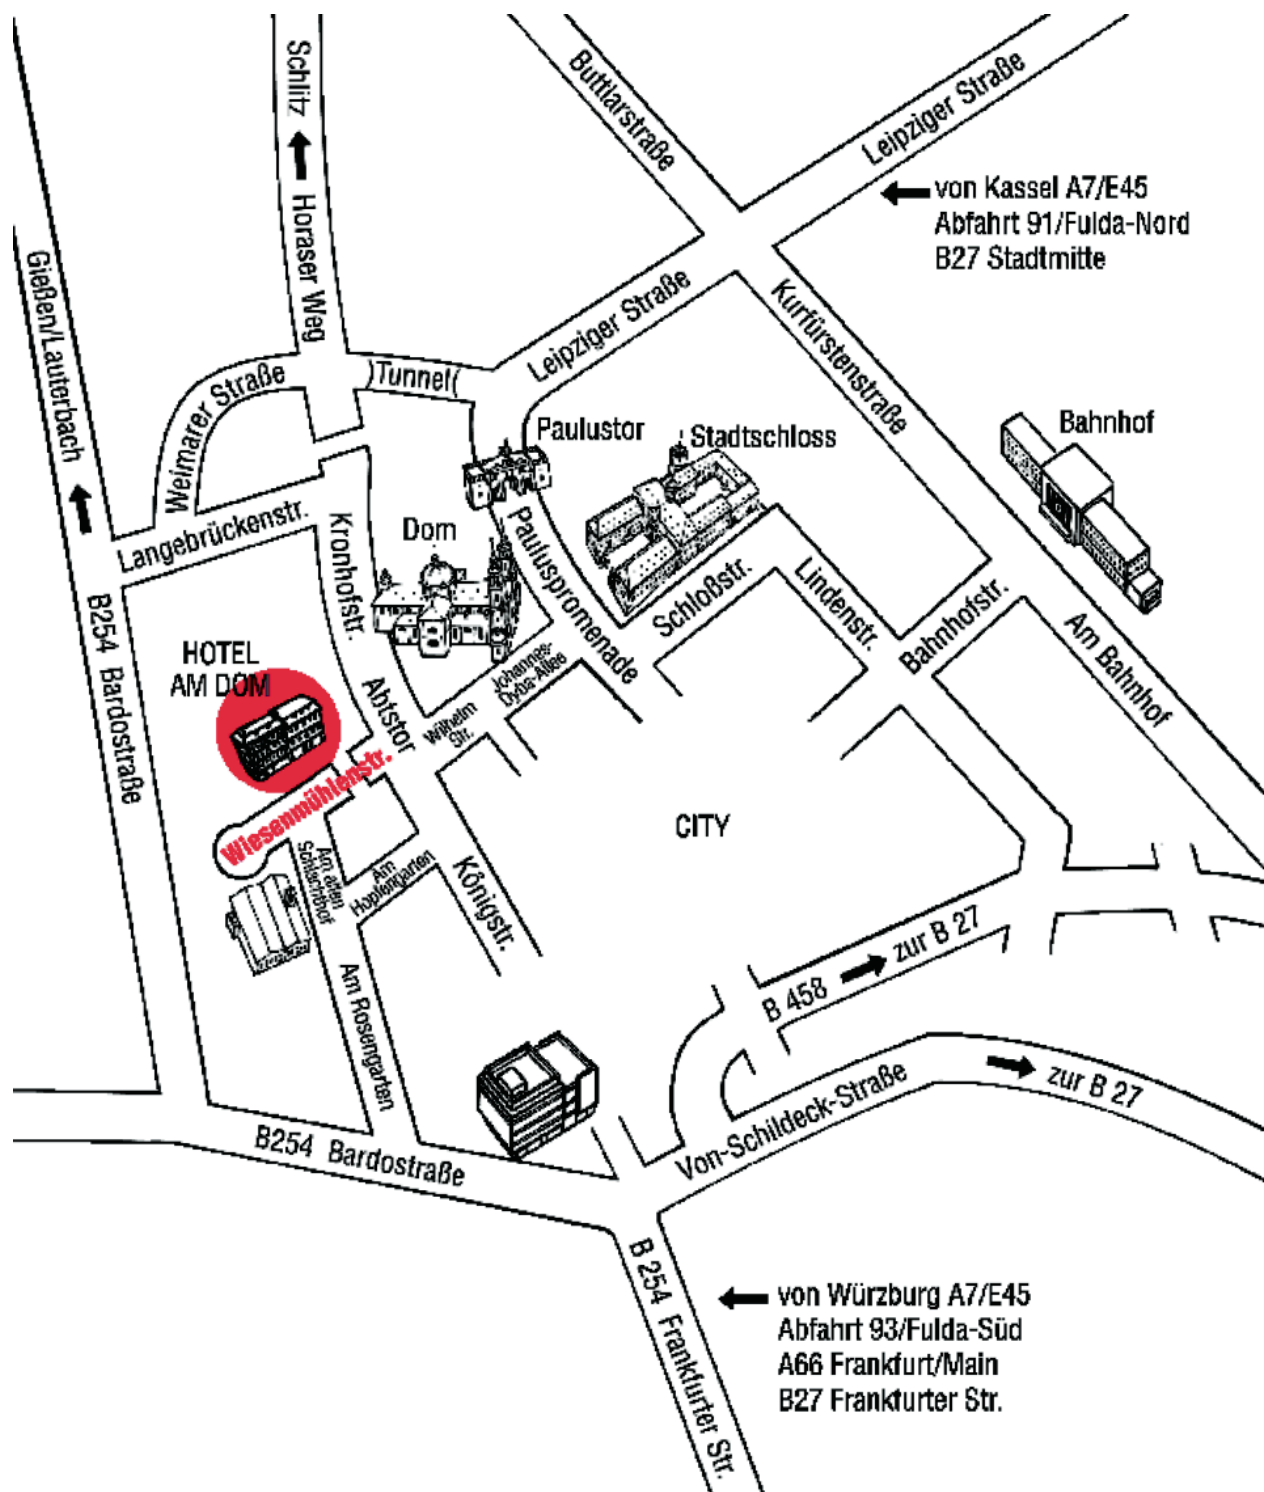 Schlitz
Horaser Weg
Buttlarstraße
Leipziger Straße
von Kassel A7/E45
Abfahrt 91/Fulda-Nord
B27 Stadtmitte
Gießen/Lauterbach
Weimarer Straße
Tunnel
Leipziger Straße
Kurfürstenstraße
Paulustor
Stadtschloss
Bahnhof
Langebrückenstr.
Kronhofstr.
Dom
Pauluspromenade
Schloßstr.
Lindenstr.
Bahnhofstr.
Am Bahnhof
B254 Bardostraße
HOTEL
AM DOM
Abtstor
Wilhelm
Str.
Johannes-
Dyba-Allee
Wiesenmühlenstr.
CITY
Am alten
Schlachthof
Am
Hopfengarten
Königstr.
Am Rosengarten
B 458
zur B 27
B254 Bardostraße
Von-Schildeck-Straße
zur B 27
B 254 Frankfurter Str.
von Würzburg A7/E45
Abfahrt 93/Fulda-Süd
A66 Frankfurt/Main
B27 Frankfurter Str.